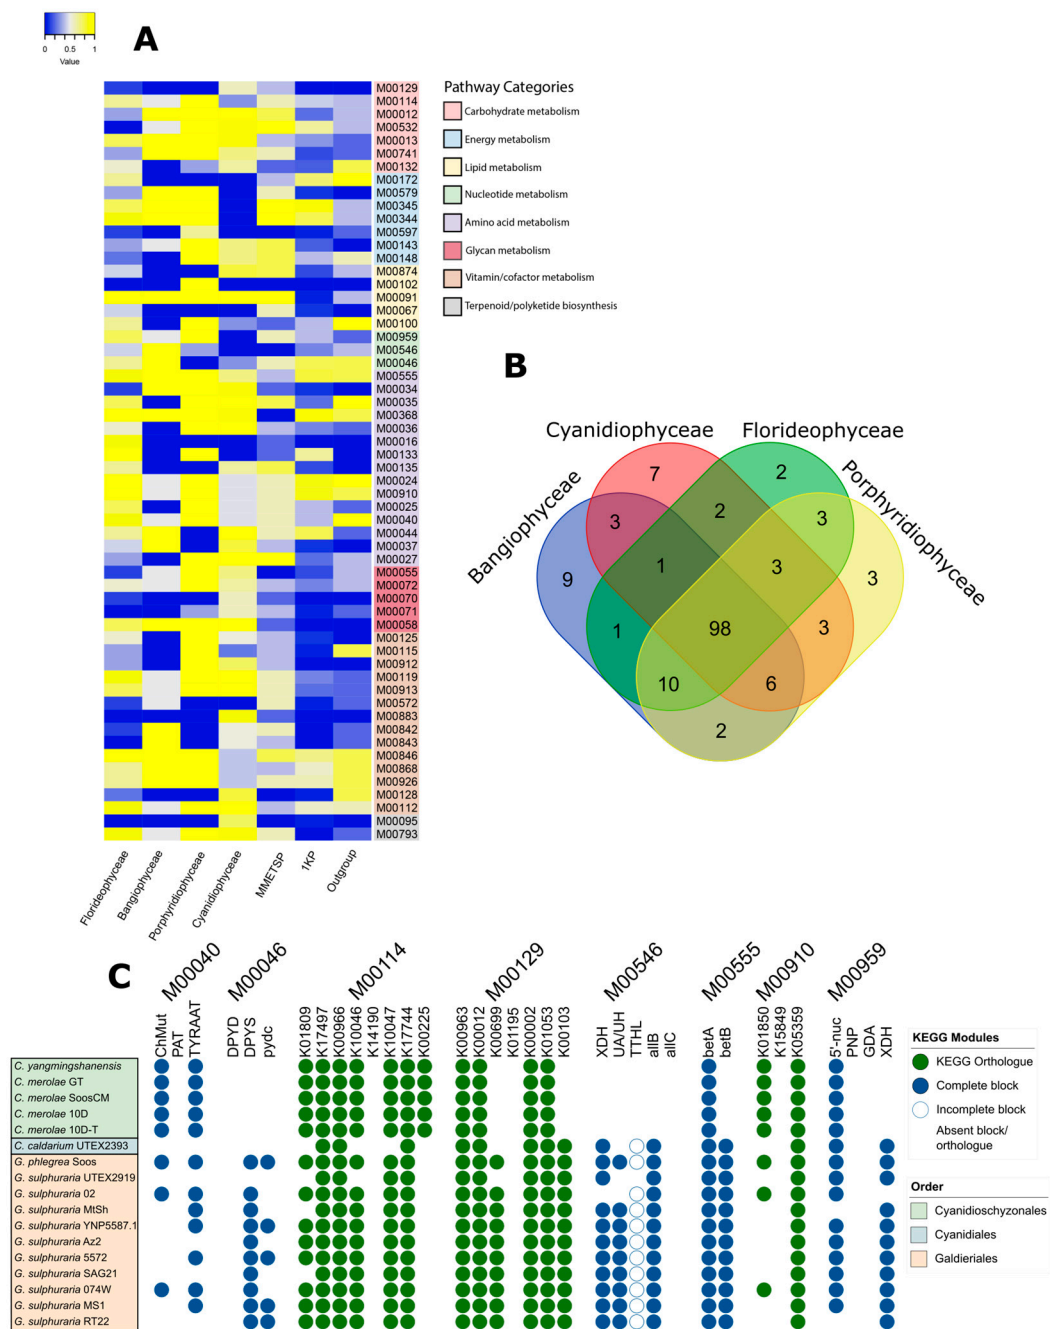 A
0 0.5 1
Value
M00129
M00114
M00012
M00532
M00013
M00741
M00132
M00172
M00579
M00345
M00344
M00597
M00143
M00148
M00874
M00102
M00091
M00067
M00100
M00959
M00546
M00046
M00555
M00034
M00035
M00368
M00036
M00016
M00133
M00135
M00024
M00910
M00025
M00040
M00044
M00037
M00027
M00055
M00072
M00070
M00071
M00058
M00125
M00115
M00912
M00119
M00913
M00572
M00883
M00842
M00843
M00846
M00868
M00926
M00128
M00112
M00095
M00793
Florideophyceae
Bangiophyceae
Porphyridiophyceae
Cyanidiophyceae
MMETSP
1KP
Outgroup
Pathway Categories
Carbohydrate metabolism
Energy metabolism
Lipid metabolism
Nucleotide metabolism
Amino acid metabolism
Glycan metabolism
Vitamin/cofactor metabolism
Terpenoid/polyketide biosynthesis
B
Cyanidiophyceae
Florideophyceae
Bangiophyceae
Porphyridiophyceae
7
2
3
2
3
9
1
3
3
1
98
3
10
6
2
C
M00040
M00046
M00114
M00129
M00546
M00555
M00910
M00959
ChMut
PAT
TYRAAT
DPYD
DPYS
pydc
K01809
K17497
K00966
K10046
K14190
K10047
K17744
K00225
K00963
K00012
K00699
K01195
K00002
K01053
K00103
XDH
UA/UH
TTHL
allB
allC
betA
betB
K01850
K15849
K05359
5'-nuc
PNP
GDA
XDH
C. yangmingshanensis
C. merolae GT
C. merolae SoosCM
C. merolae 10D
C. merolae 10D-T
C. caldarium UTEX2393
G. phlegrea Soos
G. sulphuraria UTEX2919
G. sulphuraria 02
G. sulphuraria MtSh
G. sulphuraria YNP5587.1
G. sulphuraria Az2
G. sulphuraria 5572
G. sulphuraria SAG21
G. sulphuraria 074W
G. sulphuraria MS1
G. sulphuraria RT22
KEGG Modules
KEGG Orthologue
Complete block
Incomplete block
Absent block/
orthologue
Order
Cyanidioschyzonales
Cyanidiales
Galdieriales